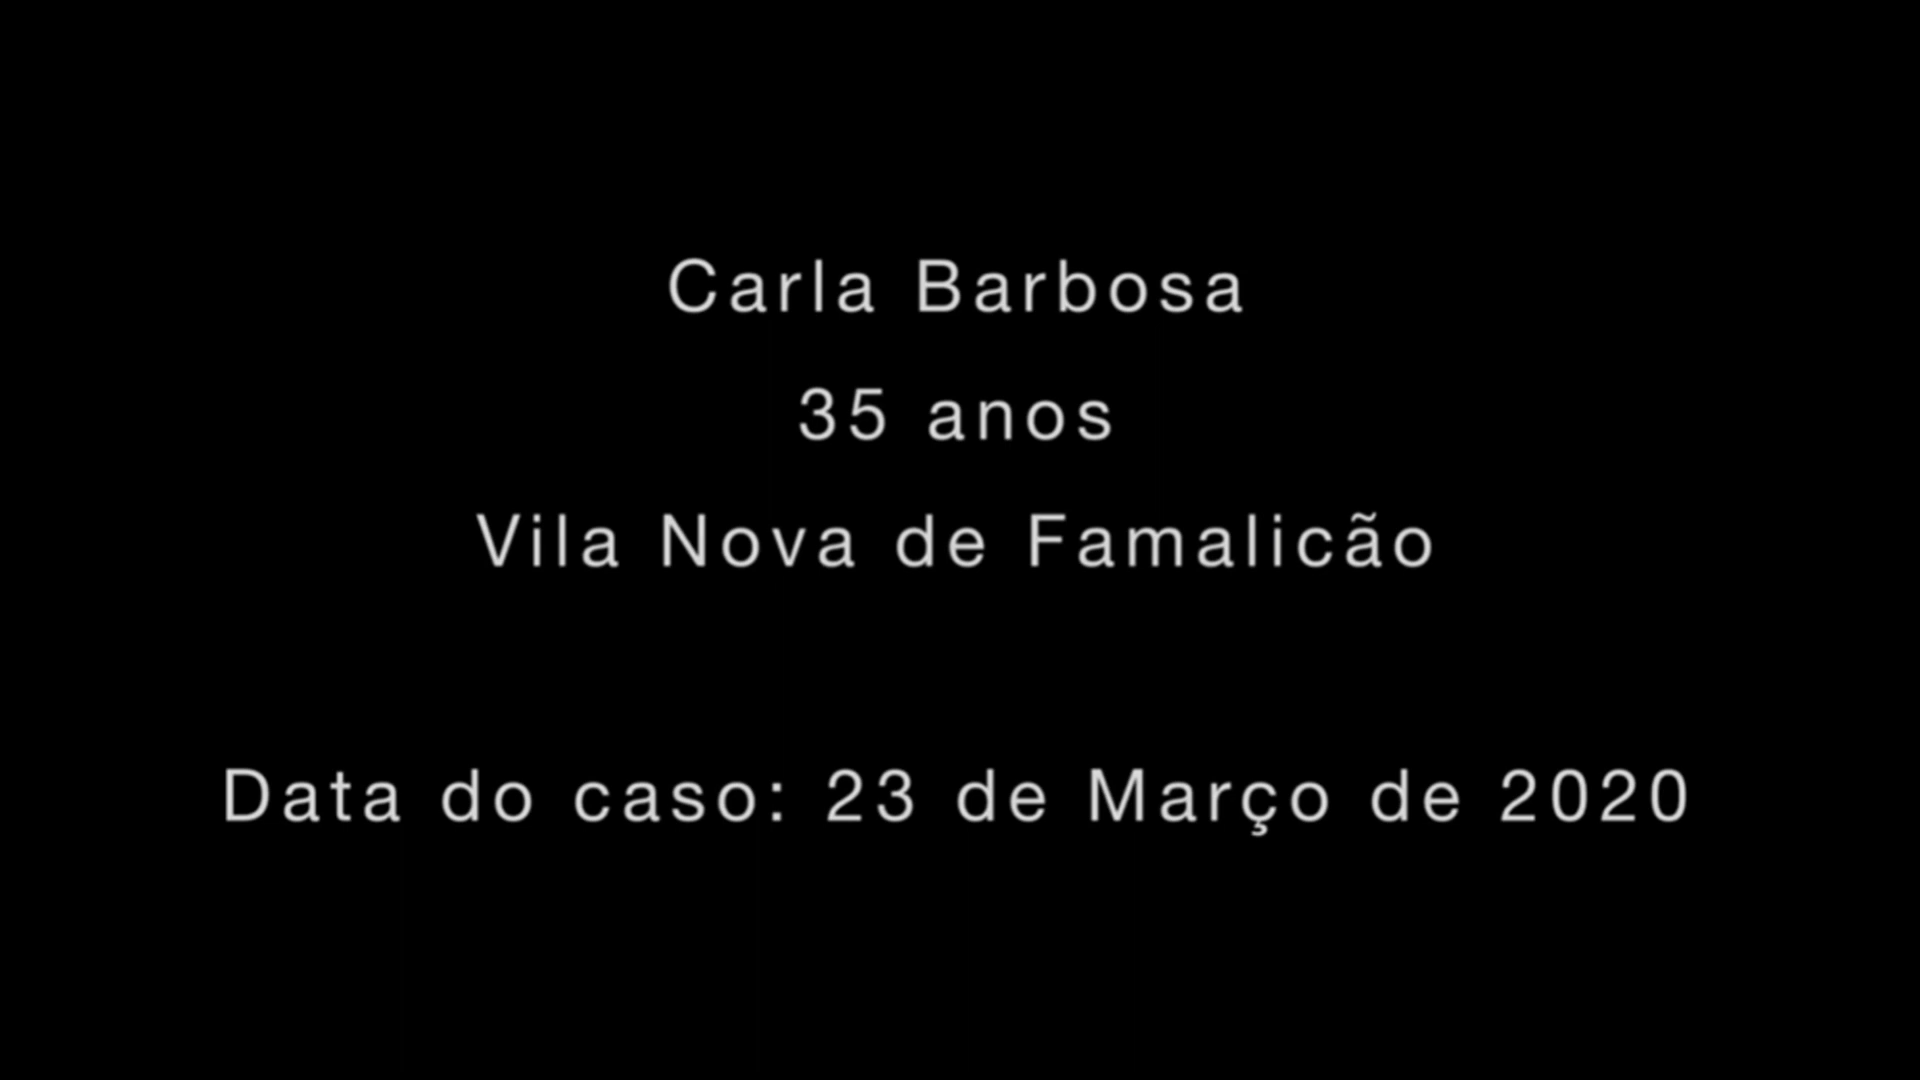 Carla Barbosa
35 anos
Vila Nova de Famalicão
Data do caso: 23 de Março de 2020